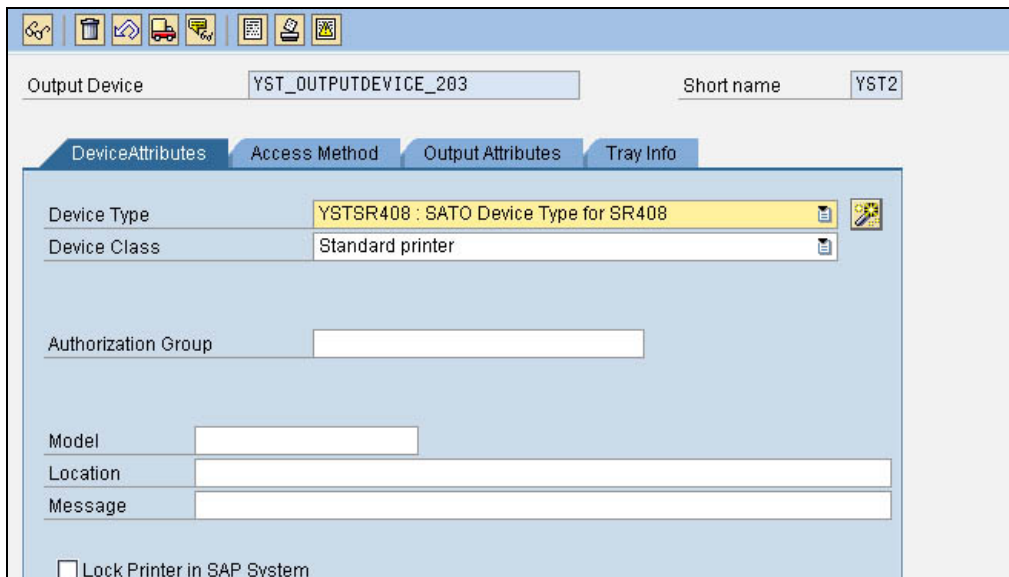 Output Device YST_OUTPUTDEVICE_203 Short name YST2
DeviceAttributes Access Method Output Attributes Tray Info
Device Type YSTSR408 : SATO Device Type for SR408
Device Class Standard printer
Authorization Group
Model
Location
Message
Lock Printer in SAP System